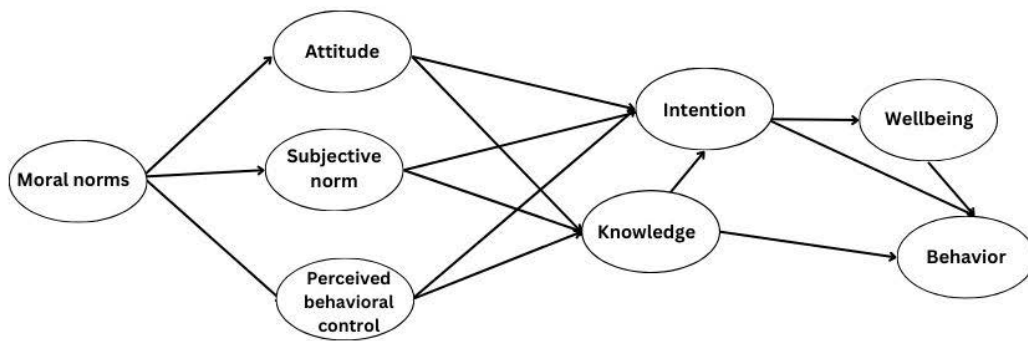 Attitude
Intention
Wellbeing
Subjective
norm
Moral norms
Knowledge
Behavior
Perceived
behavioral
control